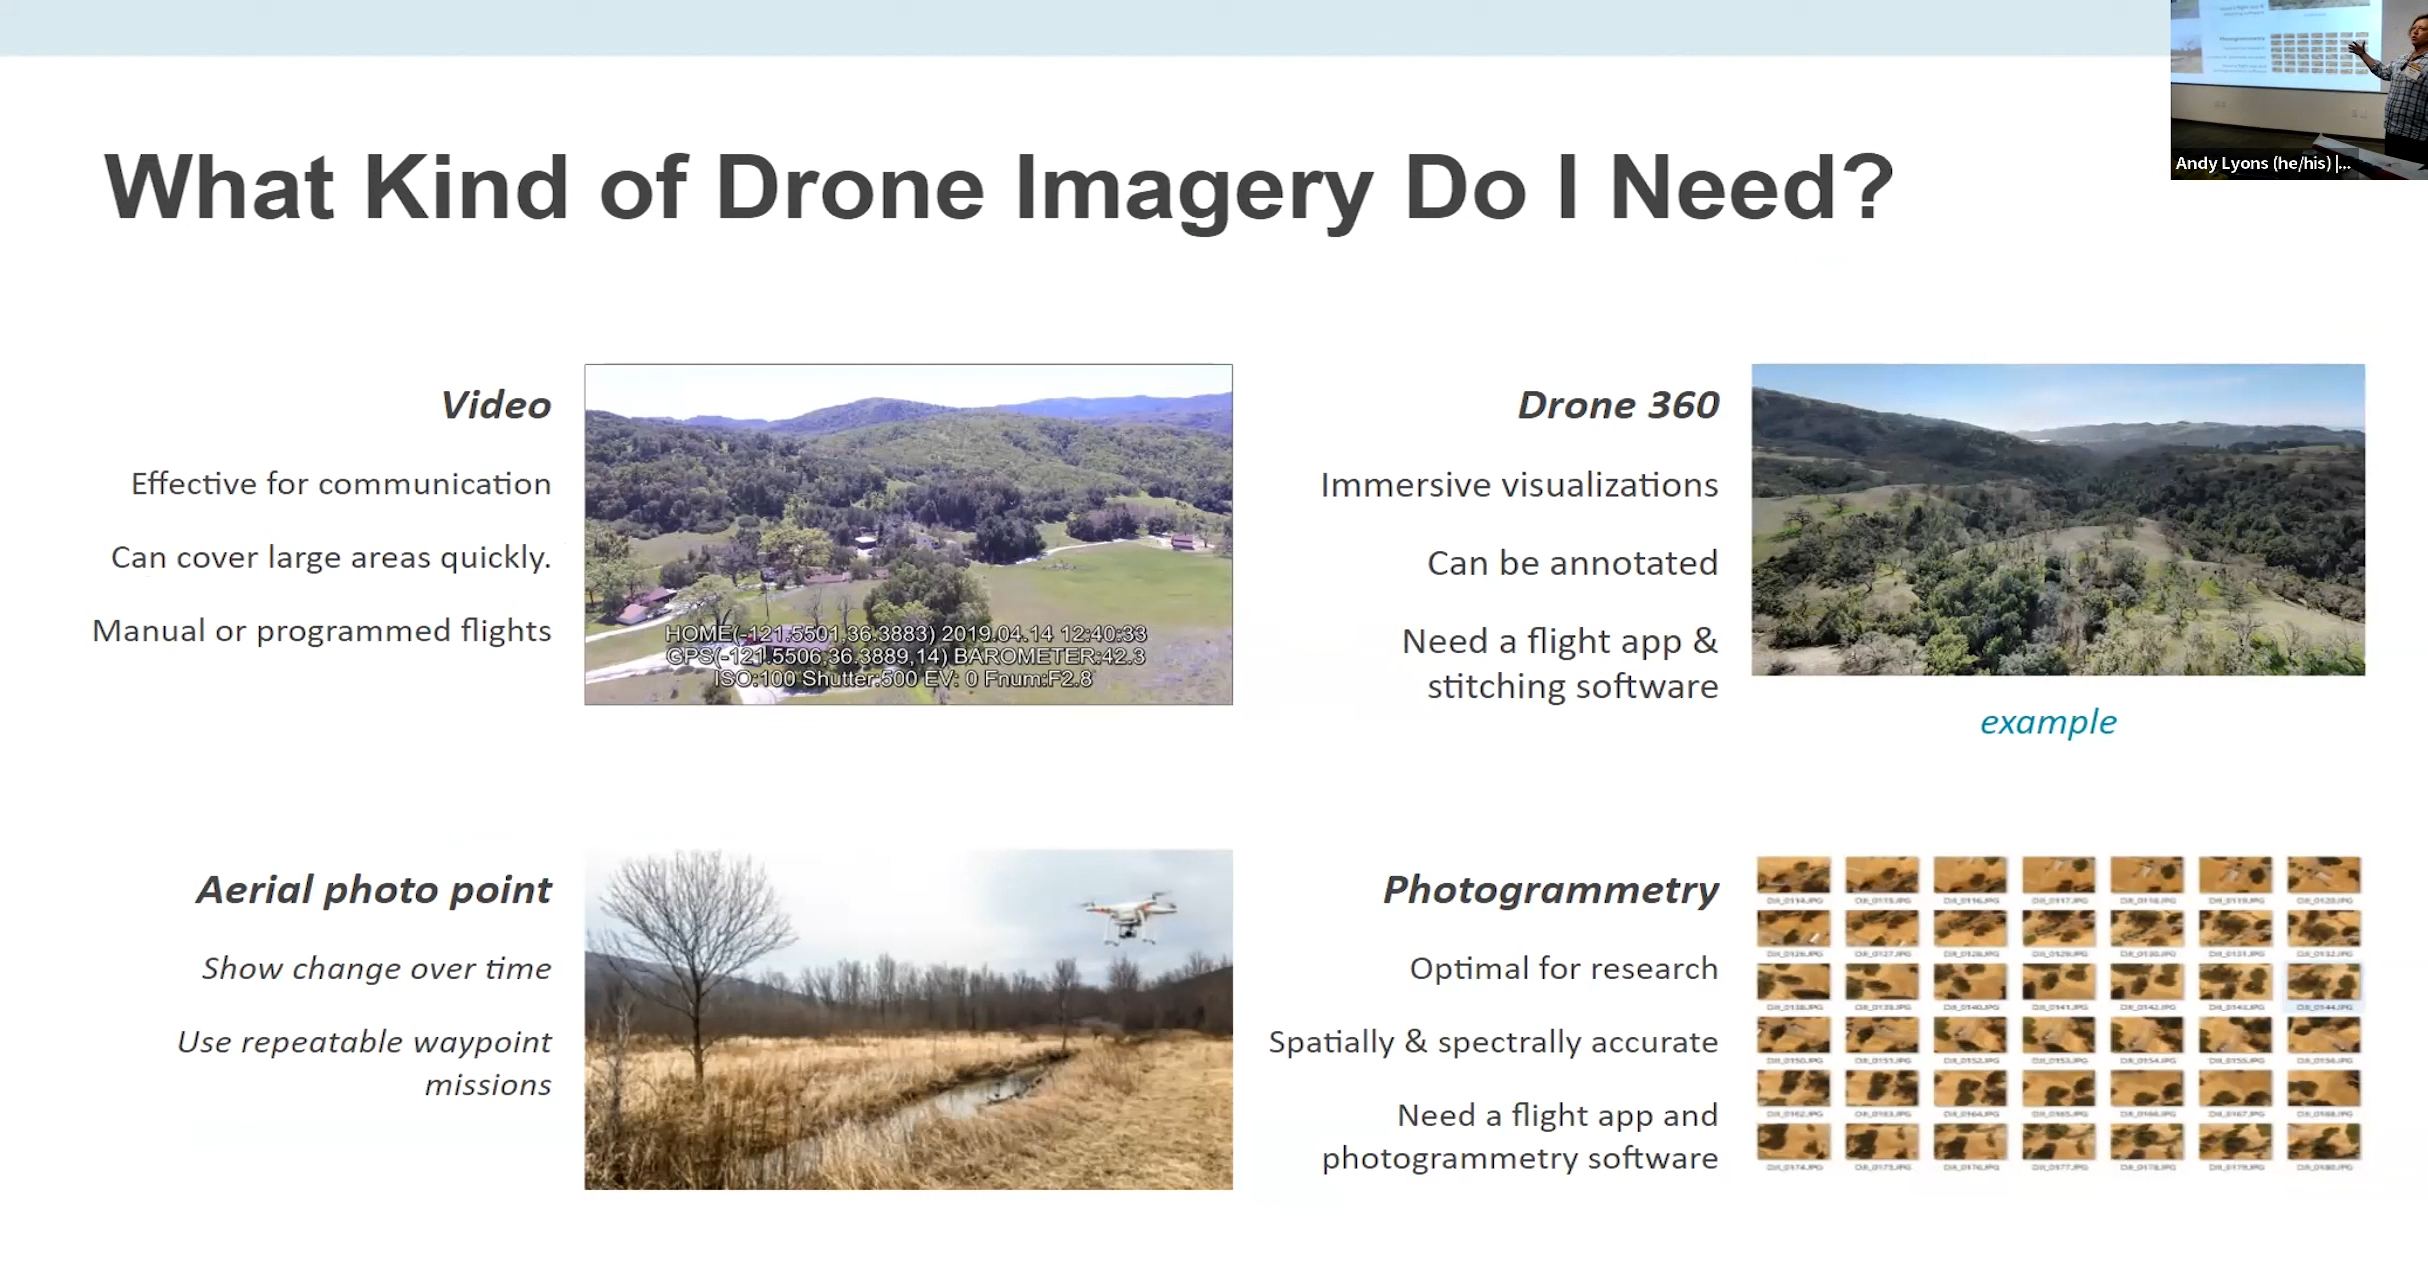 What Kind of Drone Imagery Do I Need?
Andy Lyons (he/his) |...
Video
Effective for communication
Can cover large areas quickly.
Manual or programmed flights
HOME(-121.5501,36.3883) 2019.04.14 12:40:33
GPS(-121.5506,36.3889,14) BAROMETER:42.3
ISO:100 Shutter:500 EV: 0 Fnum:F2.8
Drone 360
Immersive visualizations
Can be annotated
Need a flight app &
stitching software
example
Aerial photo point
Show change over time
Use repeatable waypoint
missions
Photogrammetry
Optimal for research
Spatially & spectrally accurate
Need a flight app and
photogrammetry software